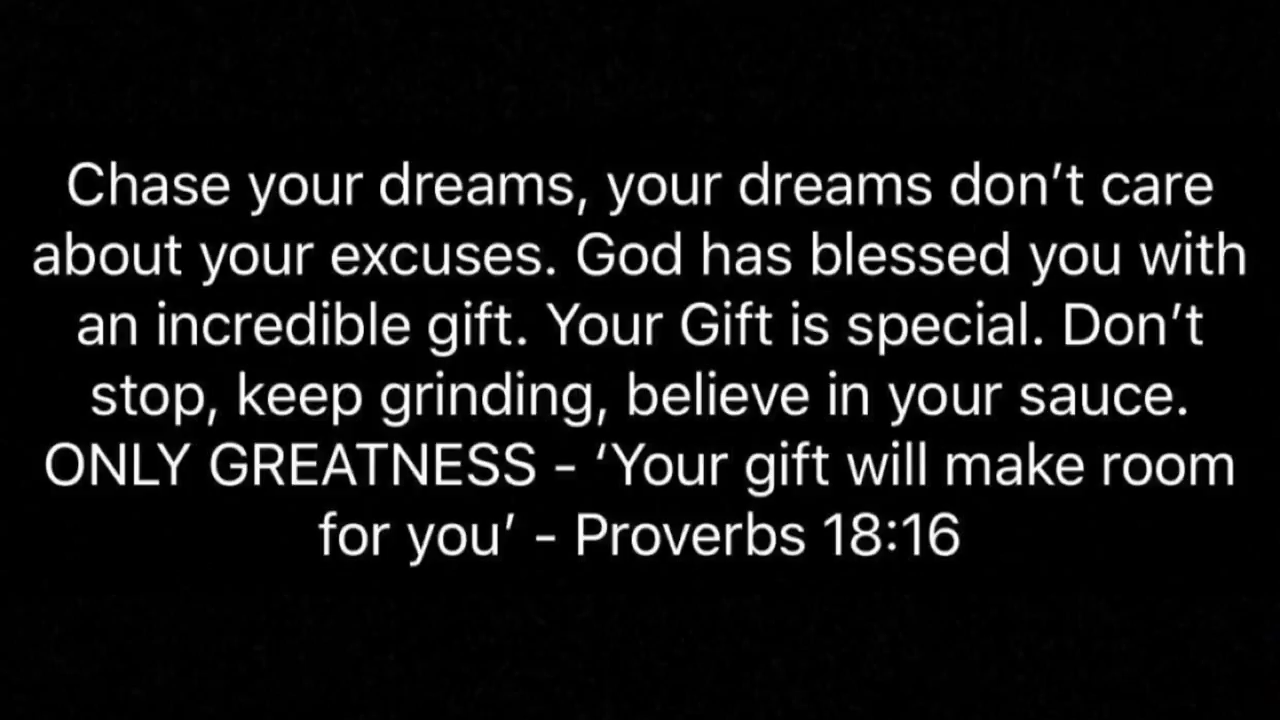 Chase your dreams, your dreams don’t care
about your excuses. God has blessed you with
an incredible gift. Your Gift is special. Don’t
stop, keep grinding, believe in your sauce.
ONLY GREATNESS - ‘Your gift will make room
for you’ - Proverbs 18:16